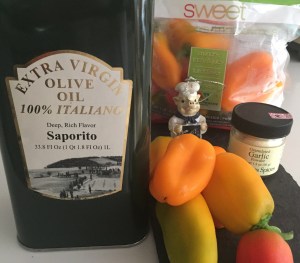 EXTRA VIRGIN
OLIVE
OIL
100% ITALIANO
Deep, Rich Flavor
Saporito
33.8 Fl Oz (1 Qt 1.8 Fl Oz) 1L
sweet
Garlic